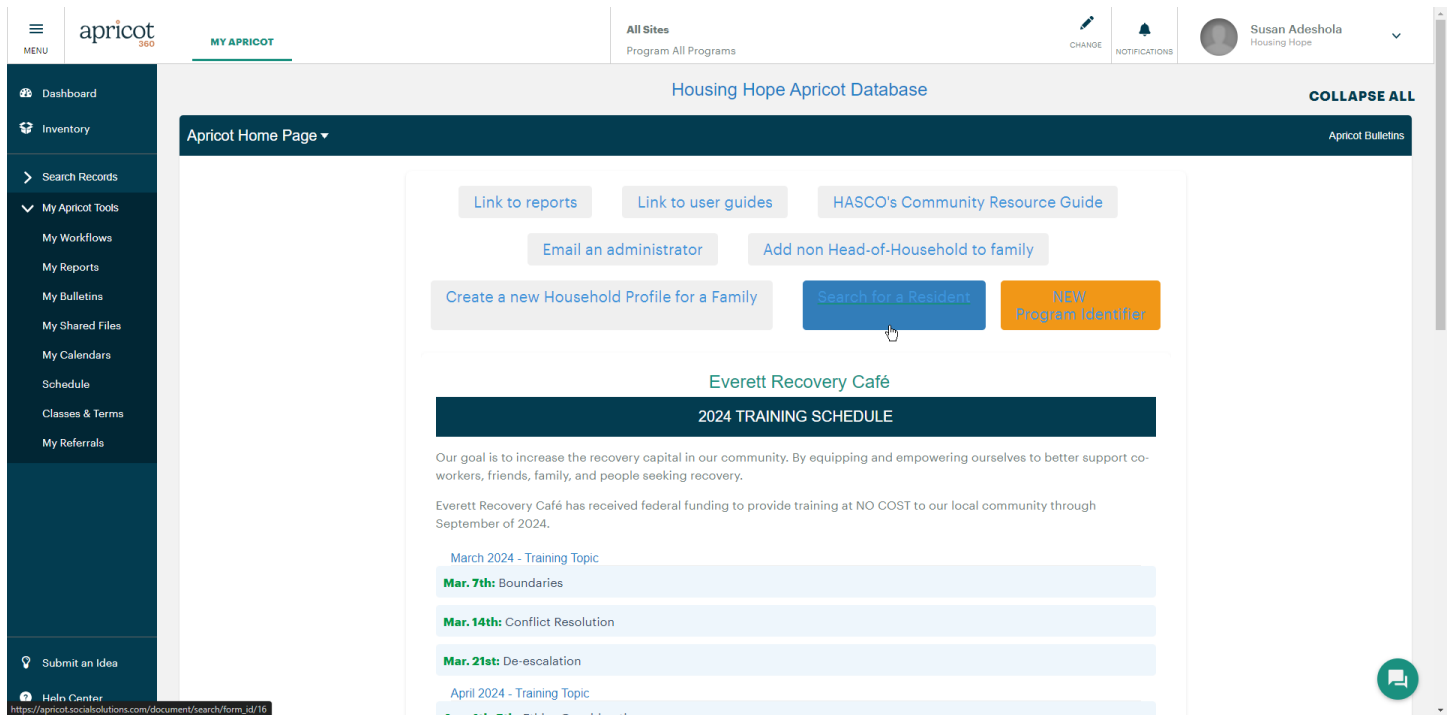 MENU
apricot
360
MY APRICOT
All Sites
Program All Programs
CHANGE
NOTIFICATIONS
Susan Adeshola
Housing Hope
Dashboard
Inventory
Search Records
My Apricot Tools
My Workflows
My Reports
My Bulletins
My Shared Files
My Calendars
Schedule
Classes & Terms
My Referrals
Submit an Idea
Help Center
https://apricot.socialsolutions.com/document/search/form_id/16
Housing Hope Apricot Database
COLLAPSE ALL
Apricot Home Page
Apricot Bulletins
Link to reports
Link to user guides
HASCO's Community Resource Guide
Email an administrator
Add non Head-of-Household to family
Create a new Household Profile for a Family
Search for a Resident
NEW
Program Identifier
Everett Recovery Café
2024 TRAINING SCHEDULE
Our goal is to increase the recovery capital in our community. By equipping and empowering ourselves to better support co-
workers, friends, family, and people seeking recovery.
Everett Recovery Café has received federal funding to provide training at NO COST to our local community through
September of 2024.
March 2024 - Training Topic
Mar. 7th: Boundaries
Mar. 14th: Conflict Resolution
Mar. 21st: De-escalation
April 2024 - Training Topic